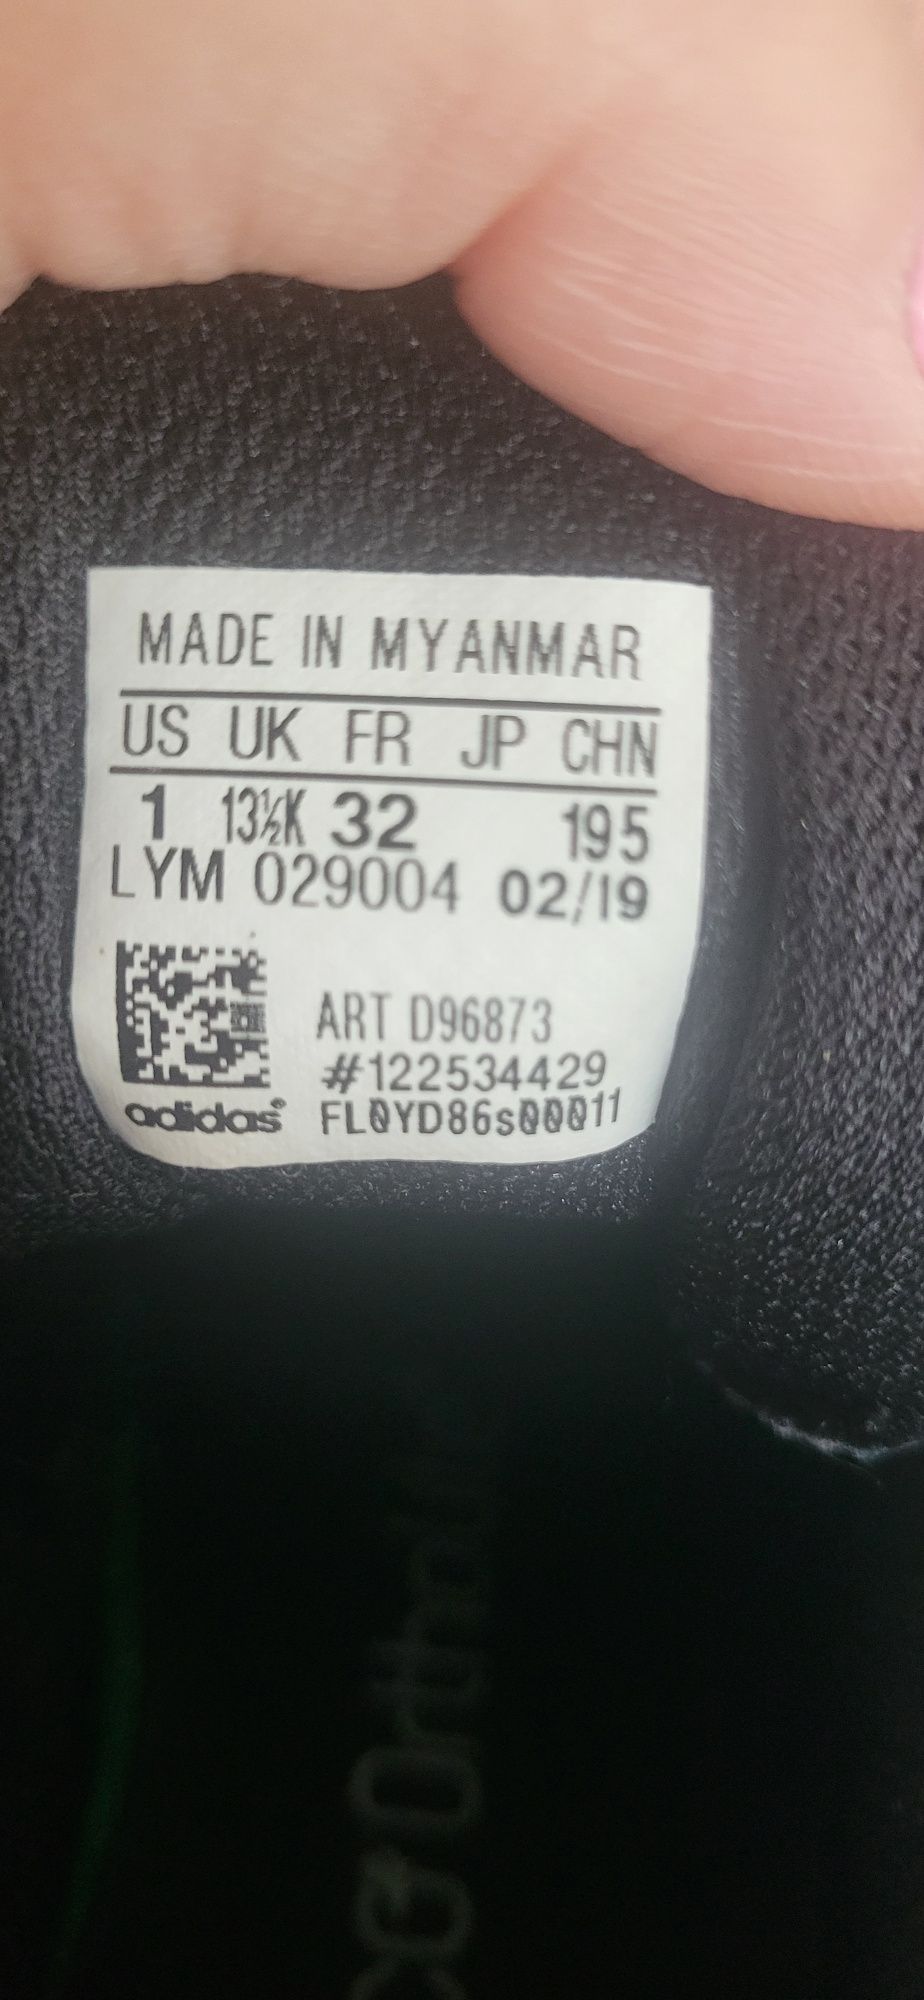 MADE IN MYANMAR
US UK FR JP CHN
1 13½K 32 195
LYM 029004 02/19
ART D96873
#122534429
adidas® FL0YD86s00011